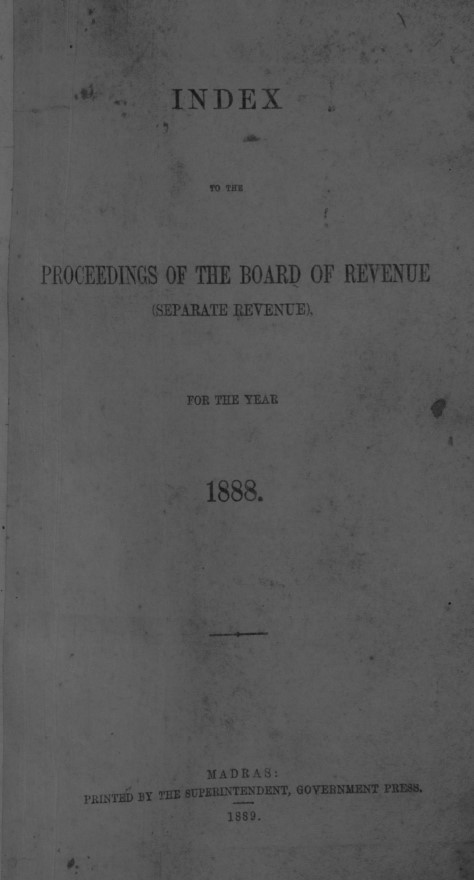 INDEX
TO THE
PROCEEDINGS OF THE BOARD OF REVENUE
(SEPARATE REVENUE),
FOR THE YEAR
1888.
MADRAS:
PRINTED BY THE SUPERINTENDENT, GOVERNMENT PRESS.
1889.